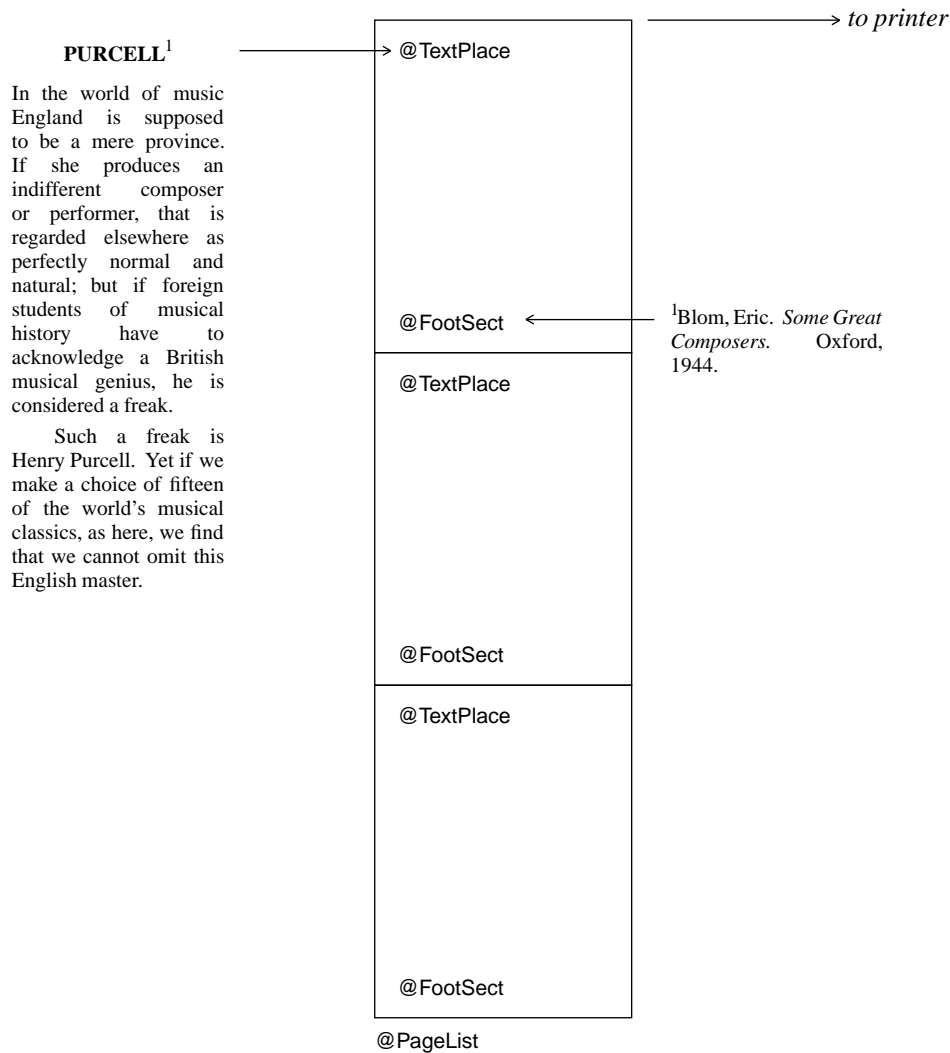 to printer
PURCELL1
In the world of music
England is supposed
to be a mere province.
If she produces an
indifferent composer
or performer, that is
regarded elsewhere as
perfectly normal and
natural; but if foreign
students of musical
history have to
acknowledge a British
musical genius, he is
considered a freak.
Such a freak is
Henry Purcell. Yet if we
make a choice of fifteen
of the world's musical
classics, as here, we find
that we cannot omit this
English master.
@TextPlace
@FootSect
1Blom, Eric. Some Great
Composers. Oxford,
1944.
@TextPlace
@FootSect
@TextPlace
@FootSect
@PageList